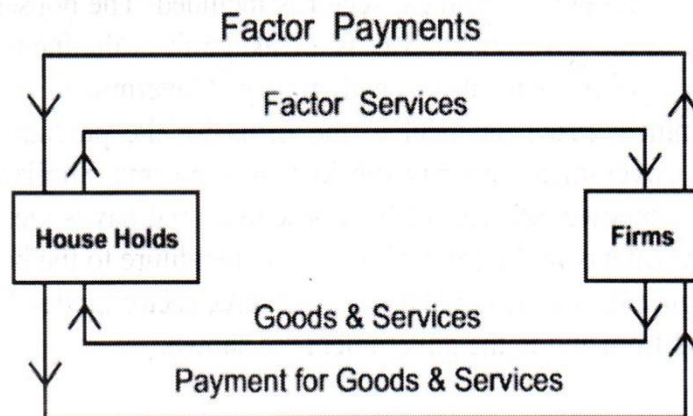 Factor Payments
Factor Services
House Holds
Firms
Goods & Services
Payment for Goods & Services